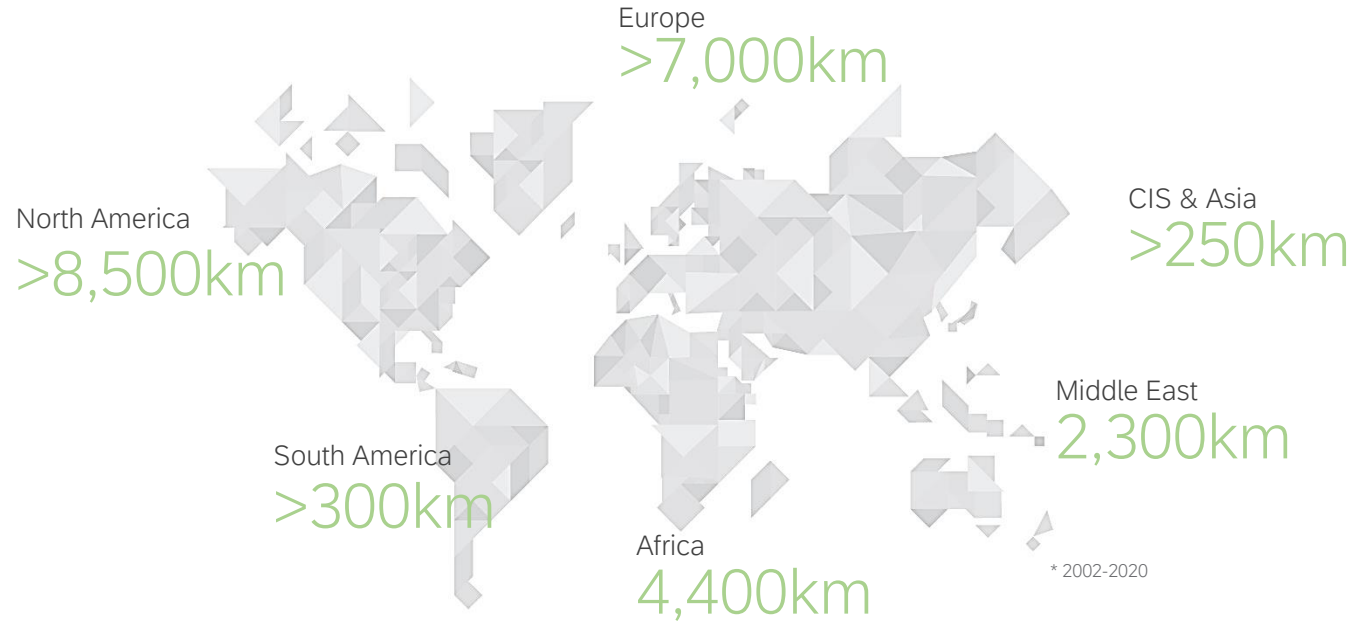 Europe
>7,000km
North America
>8,500km
CIS & Asia
>250km
Middle East
2,300km
South America
>300km
Africa
4,400km
* 2002-2020